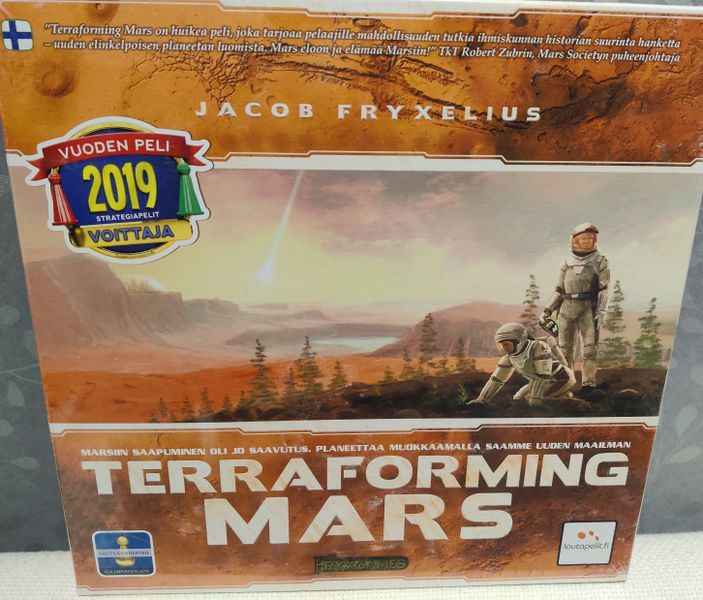 "Terraforming Mars on huikea peli, joka tarjoaa pelaajille mahdollisuuden tutkia ihmiskunnan historian suurinta hanketta
– uuden elinkelpoisen planeetan luomista. Mars eloon ja elämää Marsiin!" TkT Robert Zubrin, Mars Societyn puheenjohtaja
JACOB FRYXELIUS
VUODEN PELI
2019
STRATEGIAPELIT
VOITTAJA
MARSIIN SAAPUMINEN OLI JO SAAVUTUS. PLANEETTAA MUOKKAAMALLA SAAMME UUDEN MAAILMAN
TERRAFORMING
MARS
FRYXGAMES
lautapelit.fi